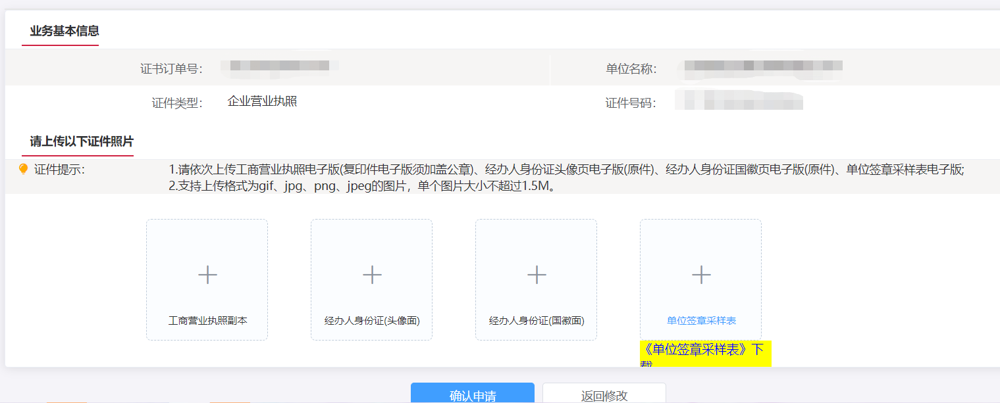 业务基本信息
证书订单号：
单位名称：
证件类型：
企业营业执照
证件号码：
请上传以下证件照片
证件提示：
1.请依次上传工商营业执照电子版(复印件电子版须加盖公章)、经办人身份证头像页电子版(原件)、经办人身份证国徽页电子版(原件)、单位签章采样表电子版;
2.支持上传格式为gif、jpg、png、jpeg的图片，单个图片大小不超过1.5M。
工商营业执照副本
经办人身份证(头像面)
经办人身份证(国徽面)
单位签章采样表
《单位签章采样表》下
载
确认申请
返回修改